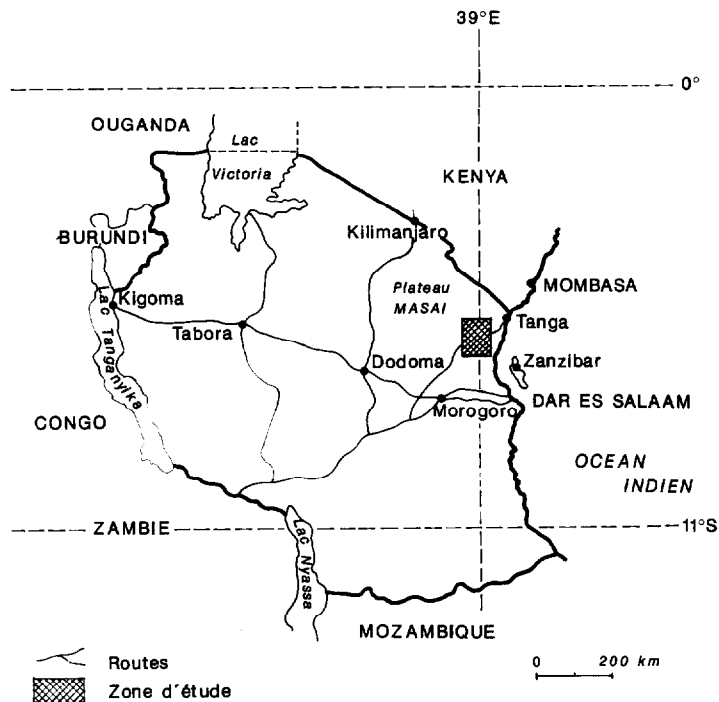 39°E
0°
OUGANDA
Lac
Victoria
KENYA
Kilimanjaro
BURUNDI
Plateau
MASAI
MOMBASA
Kigoma
Tanga
Tabora
Lac Tanganyika
Dodoma
Zanzibar
Morogoro
DAR ES SALAAM
CONGO
OCEAN
INDIEN
ZAMBIE
11°S
Lac Nyassa
MOZAMBIQUE
Routes
0 200 km
Zone d'étude